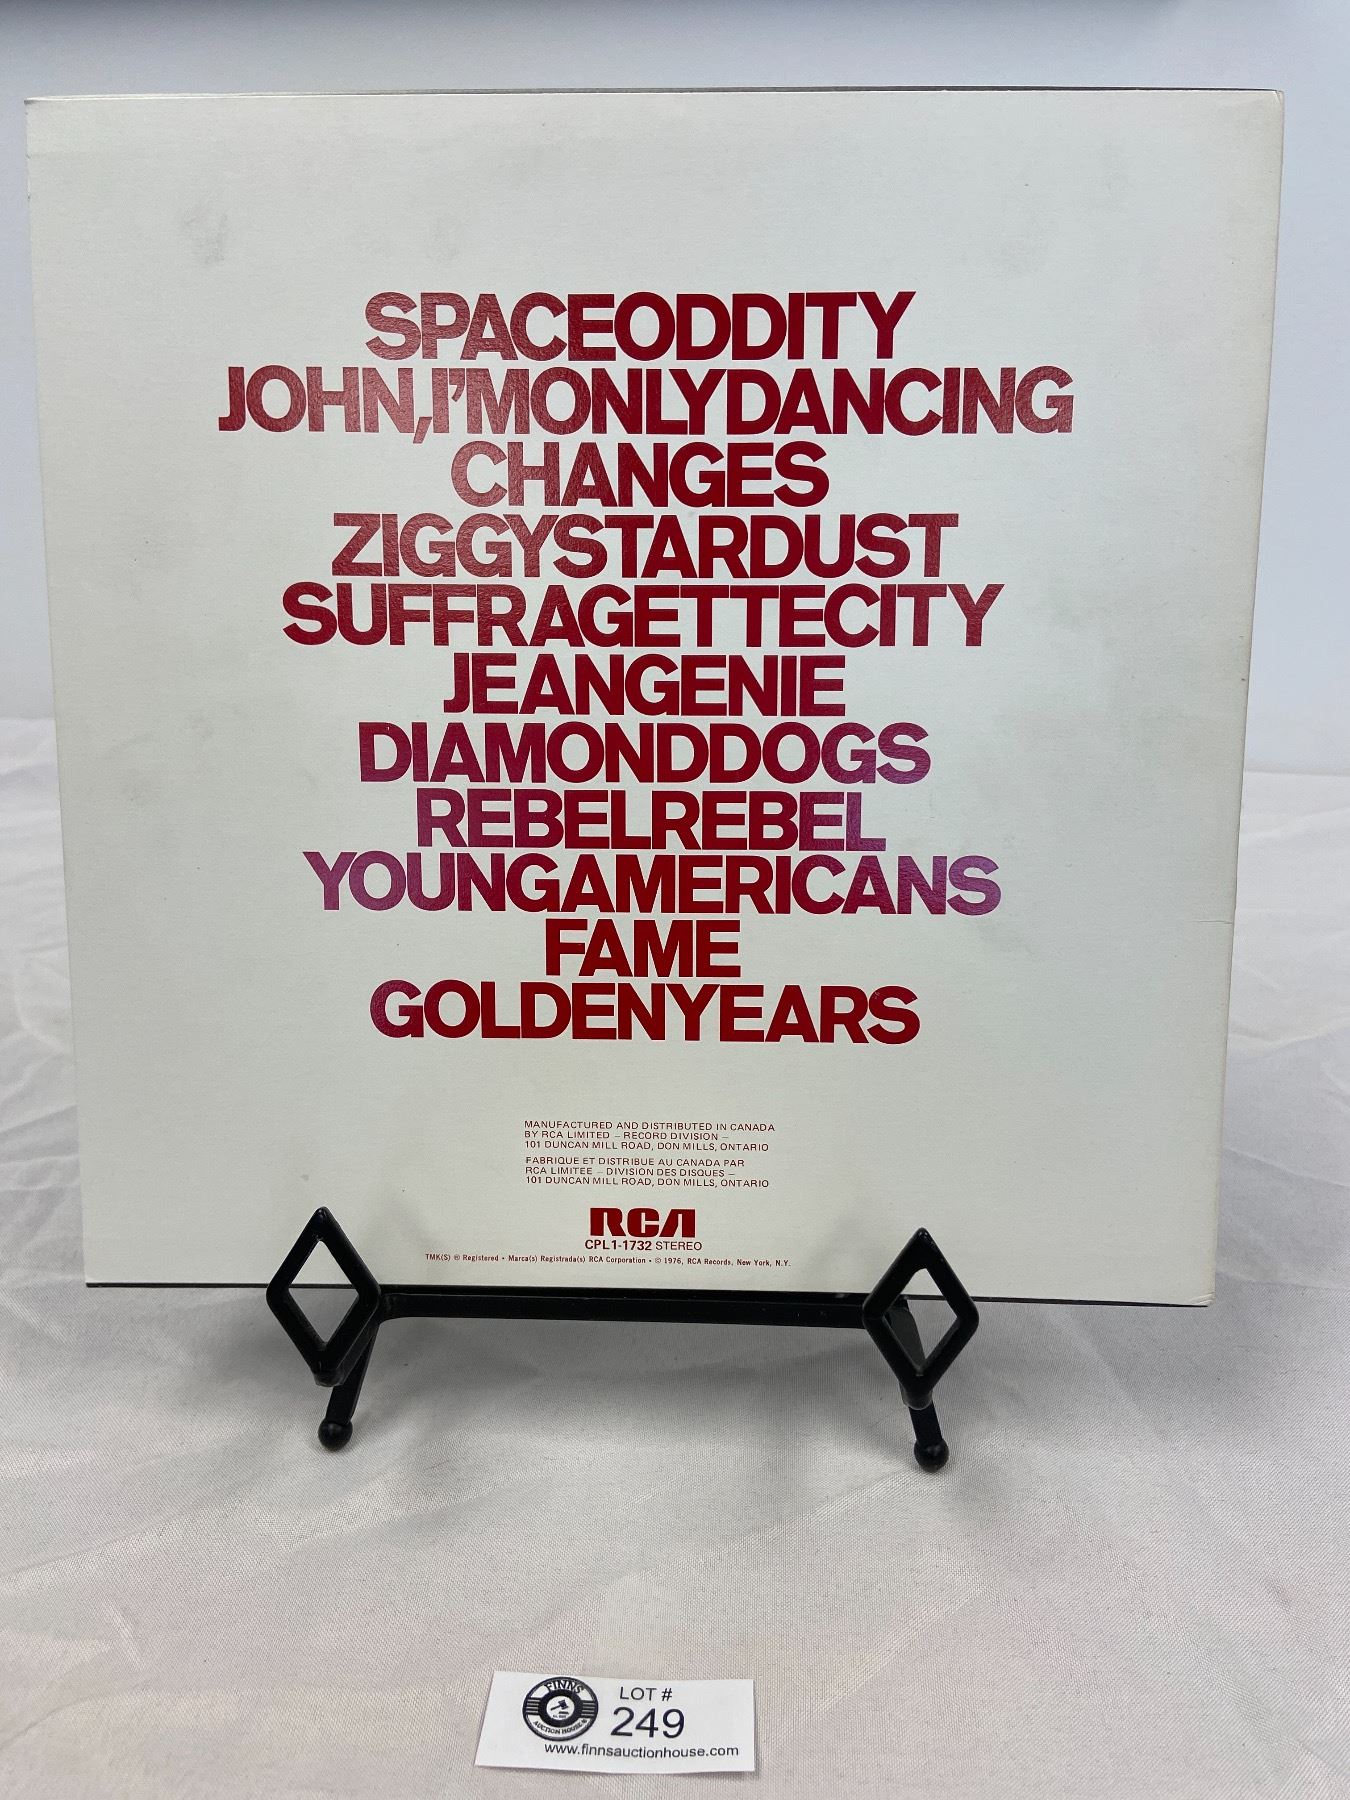 SPACEODDITY
JOHN,I'MONLYDANCING
CHANGES
ZIGGYSTARDUST
SUFFRAGETTECITY
JEANGENIE
DIAMONDDOGS
REBELREBEL
YOUNGAMERICANS
FAME
GOLDENYEARS
MANUFACTURED AND DISTRIBUTED IN CANADA
BY RCA LIMITED – RECORD DIVISION –
101 DUNCAN MILL ROAD, DON MILLS, ONTARIO
FABRIQUE ET DISTRIBUE AU CANADA PAR
RCA LIMITEE – DIVISION DES DISQUES –
101 DUNCAN MILL ROAD, DON MILLS, ONTARIO
RCA
CPL1-1732 STEREO
TMK(S) ® Registered • Marca(s) Registrada(s) RCA Corporation • © 1976, RCA Records, New York, N.Y.
FINNS
AUCTION HOUSE
LOT #
249
www.finnsauctionhouse.com